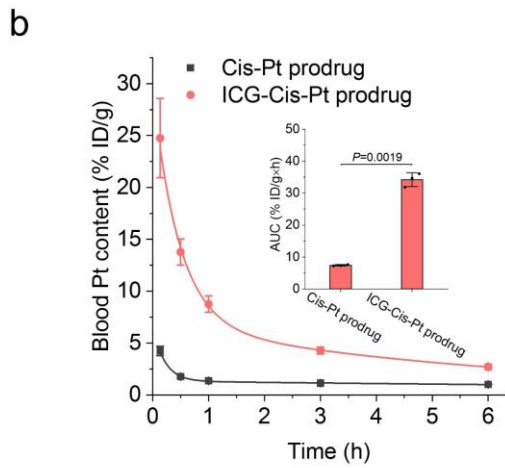 b
Cis-Pt prodrug
ICG-Cis-Pt prodrug
Blood Pt content (% ID/g)
30
25
20
15
10
5
0
0 1 2 3 4 5 6
Time (h)
AUC (% ID/g×h)
50
40
30
20
10
0
P=0.0019
Cis-Pt prodrug
ICG-Cis-Pt prodrug